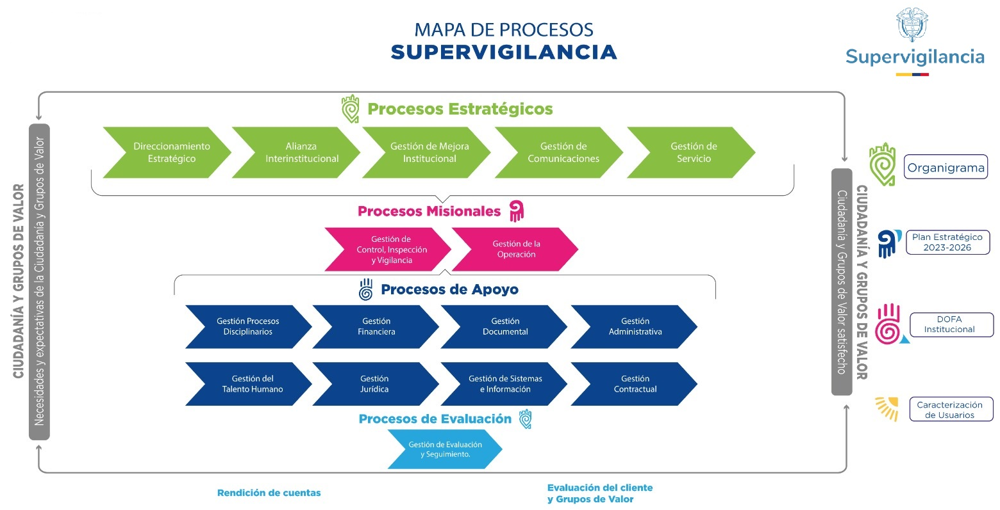 MAPA DE PROCESOS
SUPERVIGILANCIA
Supervigilancia
CIUDADANÍA Y GRUPOS DE VALOR
Necesidades y expectativas de la Ciudadanía y Grupos de Valor
Procesos Estratégicos
Direccionamiento
Estratégico
Alianza
Interinstitucional
Gestión de Mejora
Institucional
Gestión de
Comunicaciones
Gestión de
Servicio
Procesos Misionales
Gestión de
Control, Inspección
y Vigilancia
Gestión de la
Operación
Procesos de Apoyo
Gestión Procesos
Disciplinarios
Gestión
Financiera
Gestión
Documental
Gestión
Administrativa
Gestión del
Talento Humano
Gestión
Jurídica
Gestión de Sistemas
e Información
Gestión
Contractual
Procesos de Evaluación
Gestión de Evaluación
y Seguimiento.
Rendición de cuentas
Evaluación del cliente
y Grupos de Valor
Ciudadanía y Grupos de Valor satisfecho
CIUDADANÍA Y GRUPOS DE VALOR
Organigrama
Plan Estratégico
2023-2026
DOFA
Institucional
Caracterización
de Usuarios